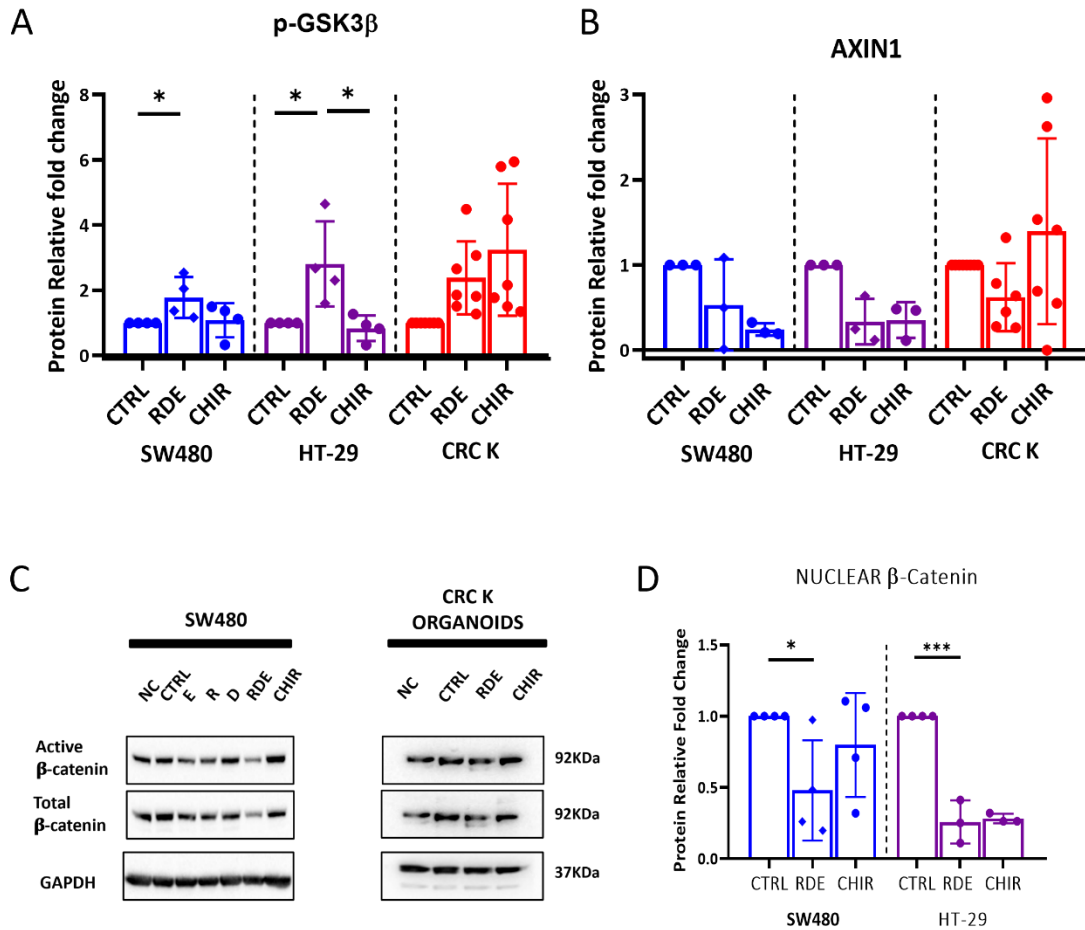 A
p-GSK3β
Protein Relative fold change
8
6
4
2
0
*
*
*
CTRL
RDE
CHIR
CTRL
RDE
CHIR
CTRL
RDE
CHIR
SW480
HT-29
CRC K
B
AXIN1
Protein Relative fold change
3
2
1
0
CTRL
RDE
CHIR
CTRL
RDE
CHIR
CTRL
RDE
CHIR
SW480
HT-29
CRC K
C
SW480
NC
CTRL
E
R
D
RDE
CHIR
CRC K
ORGANOIDS
NC
CTRL
RDE
CHIR
Active
β-catenin
92KDa
Total
β-catenin
92KDa
GAPDH
37KDa
D
NUCLEAR β-Catenin
Protein Relative Fold Change
1.5
1.0
0.5
0.0
*
***
CTRL
RDE
CHIR
CTRL
RDE
CHIR
SW480
HT-29